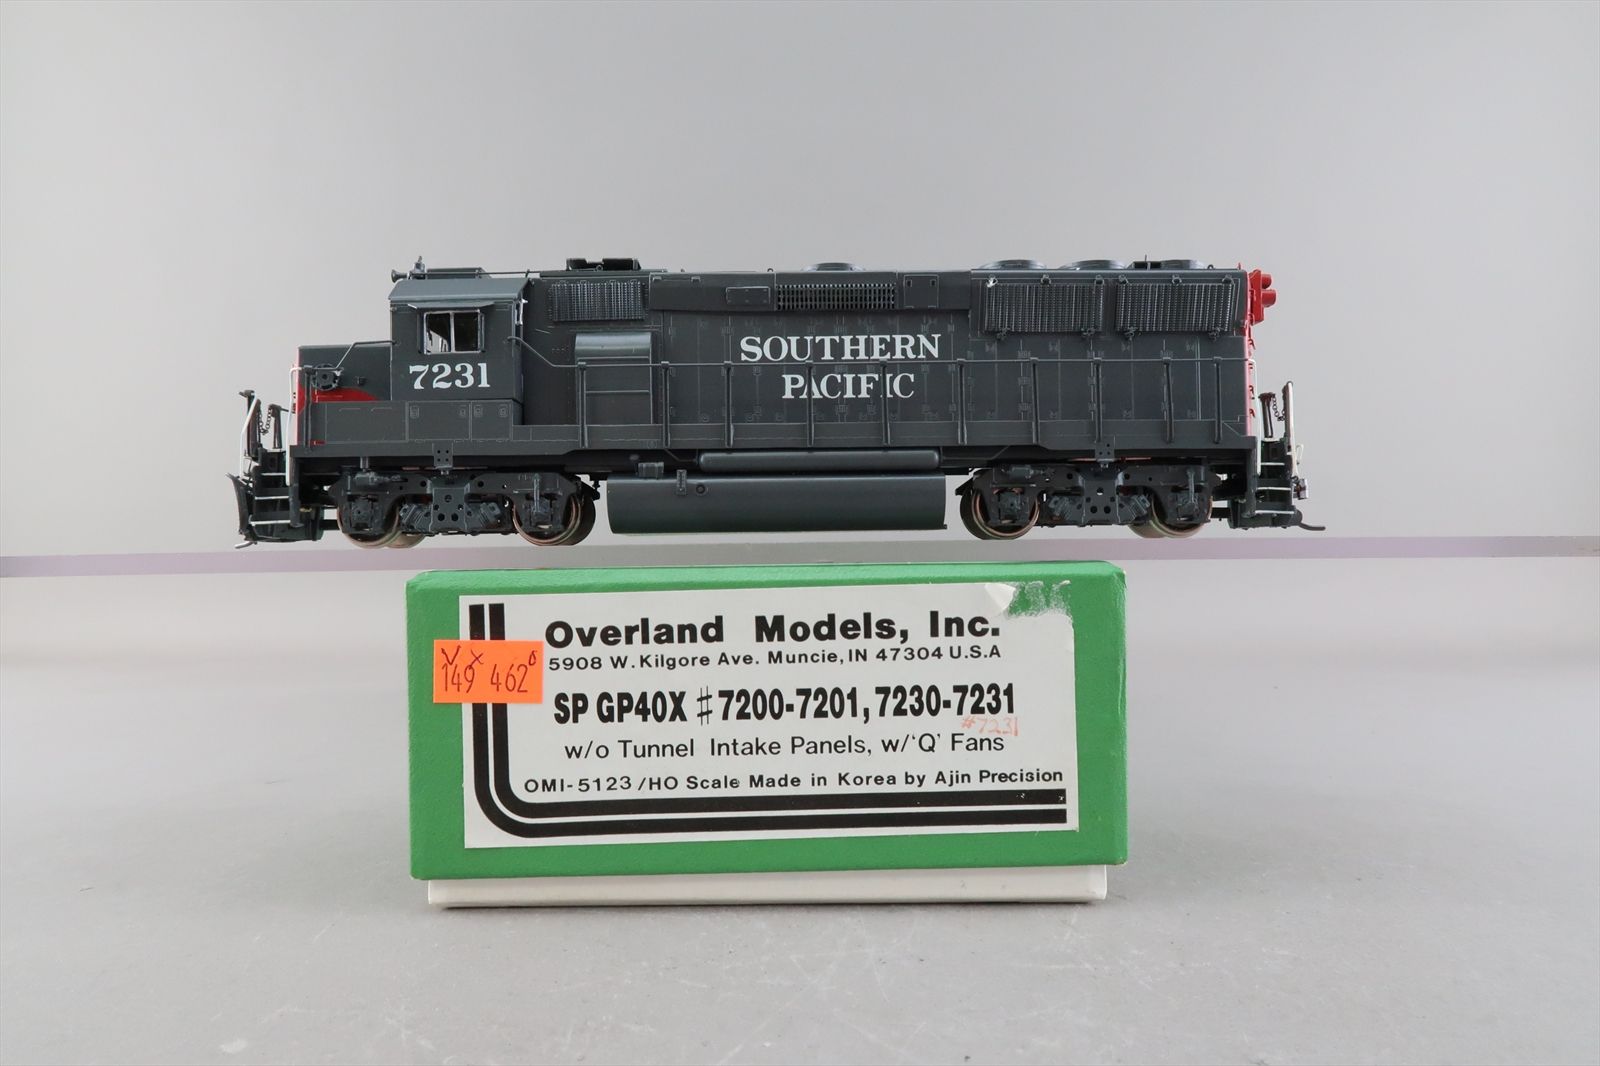 7231
SOUTHERN
PACIFIC
Overland Models, Inc.
5908 W. Kilgore Ave. Muncie, IN 47304 U.S.A
149 462
SP GP40X #7200-7201, 7230-7231
#7231
w/o Tunnel Intake Panels, w/'Q' Fans
OMI-5123/HO Scale Made in Korea by Ajin Precision